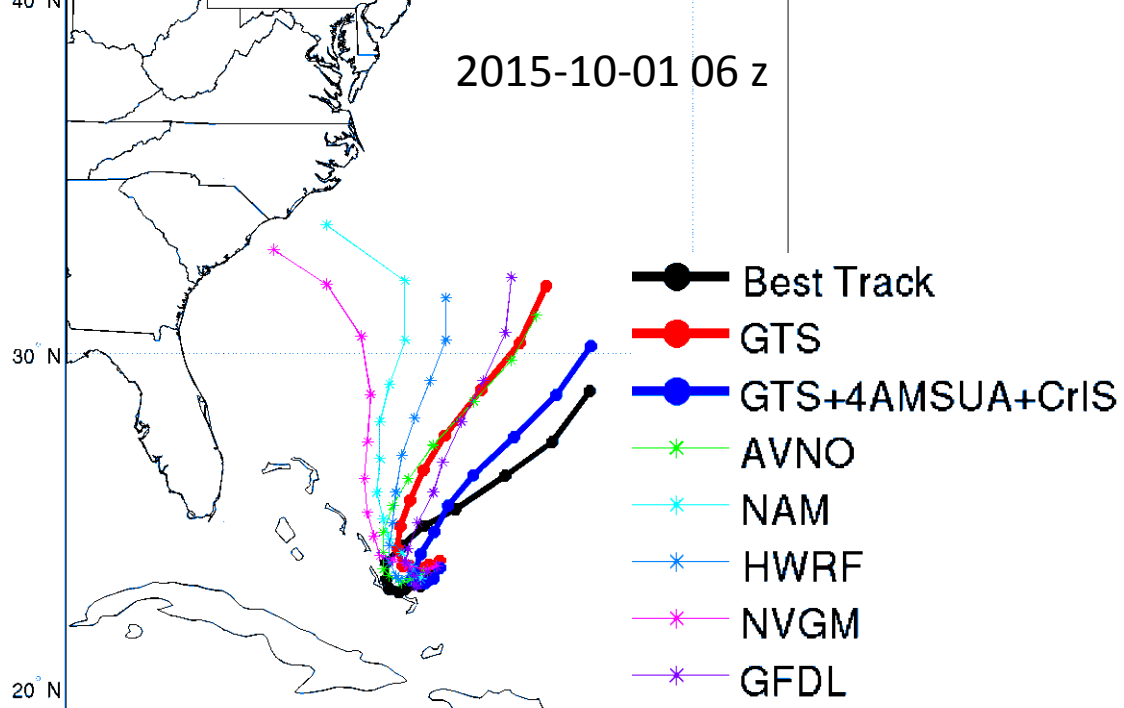 40° N
2015-10-01 06 z
Best Track
GTS
30° N
GTS+4AMSUA+CrIS
AVNO
NAM
HWRF
NVGM
GFDL
20° N